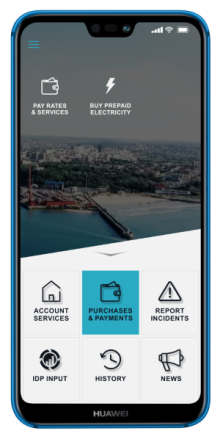 PAY RATES
& SERVICES
BUY PREPAID
ELECTRICITY
ACCOUNT
SERVICES
PURCHASES
& PAYMENTS
REPORT
INCIDENTS
IDP INPUT
HISTORY
NEWS
HUAWEI